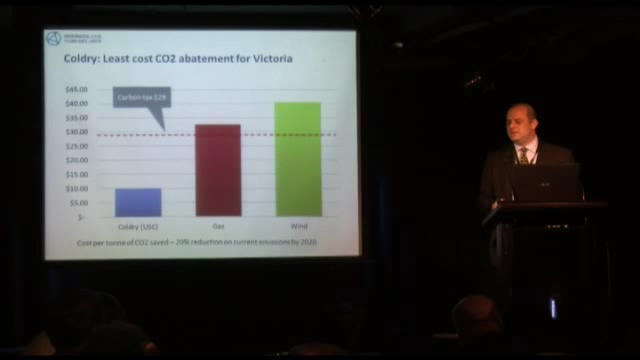 Coldry: Least cost CO2 abatement for Victoria
$45.00
$40.00
$35.00
$30.00
$25.00
$20.00
$15.00
$10.00
$5.00
$-
Carbon tax $29
Coldry (USC)
Gas
Wind
Cost per tonne of CO2 saved – 20% reduction on current emissions by 2020